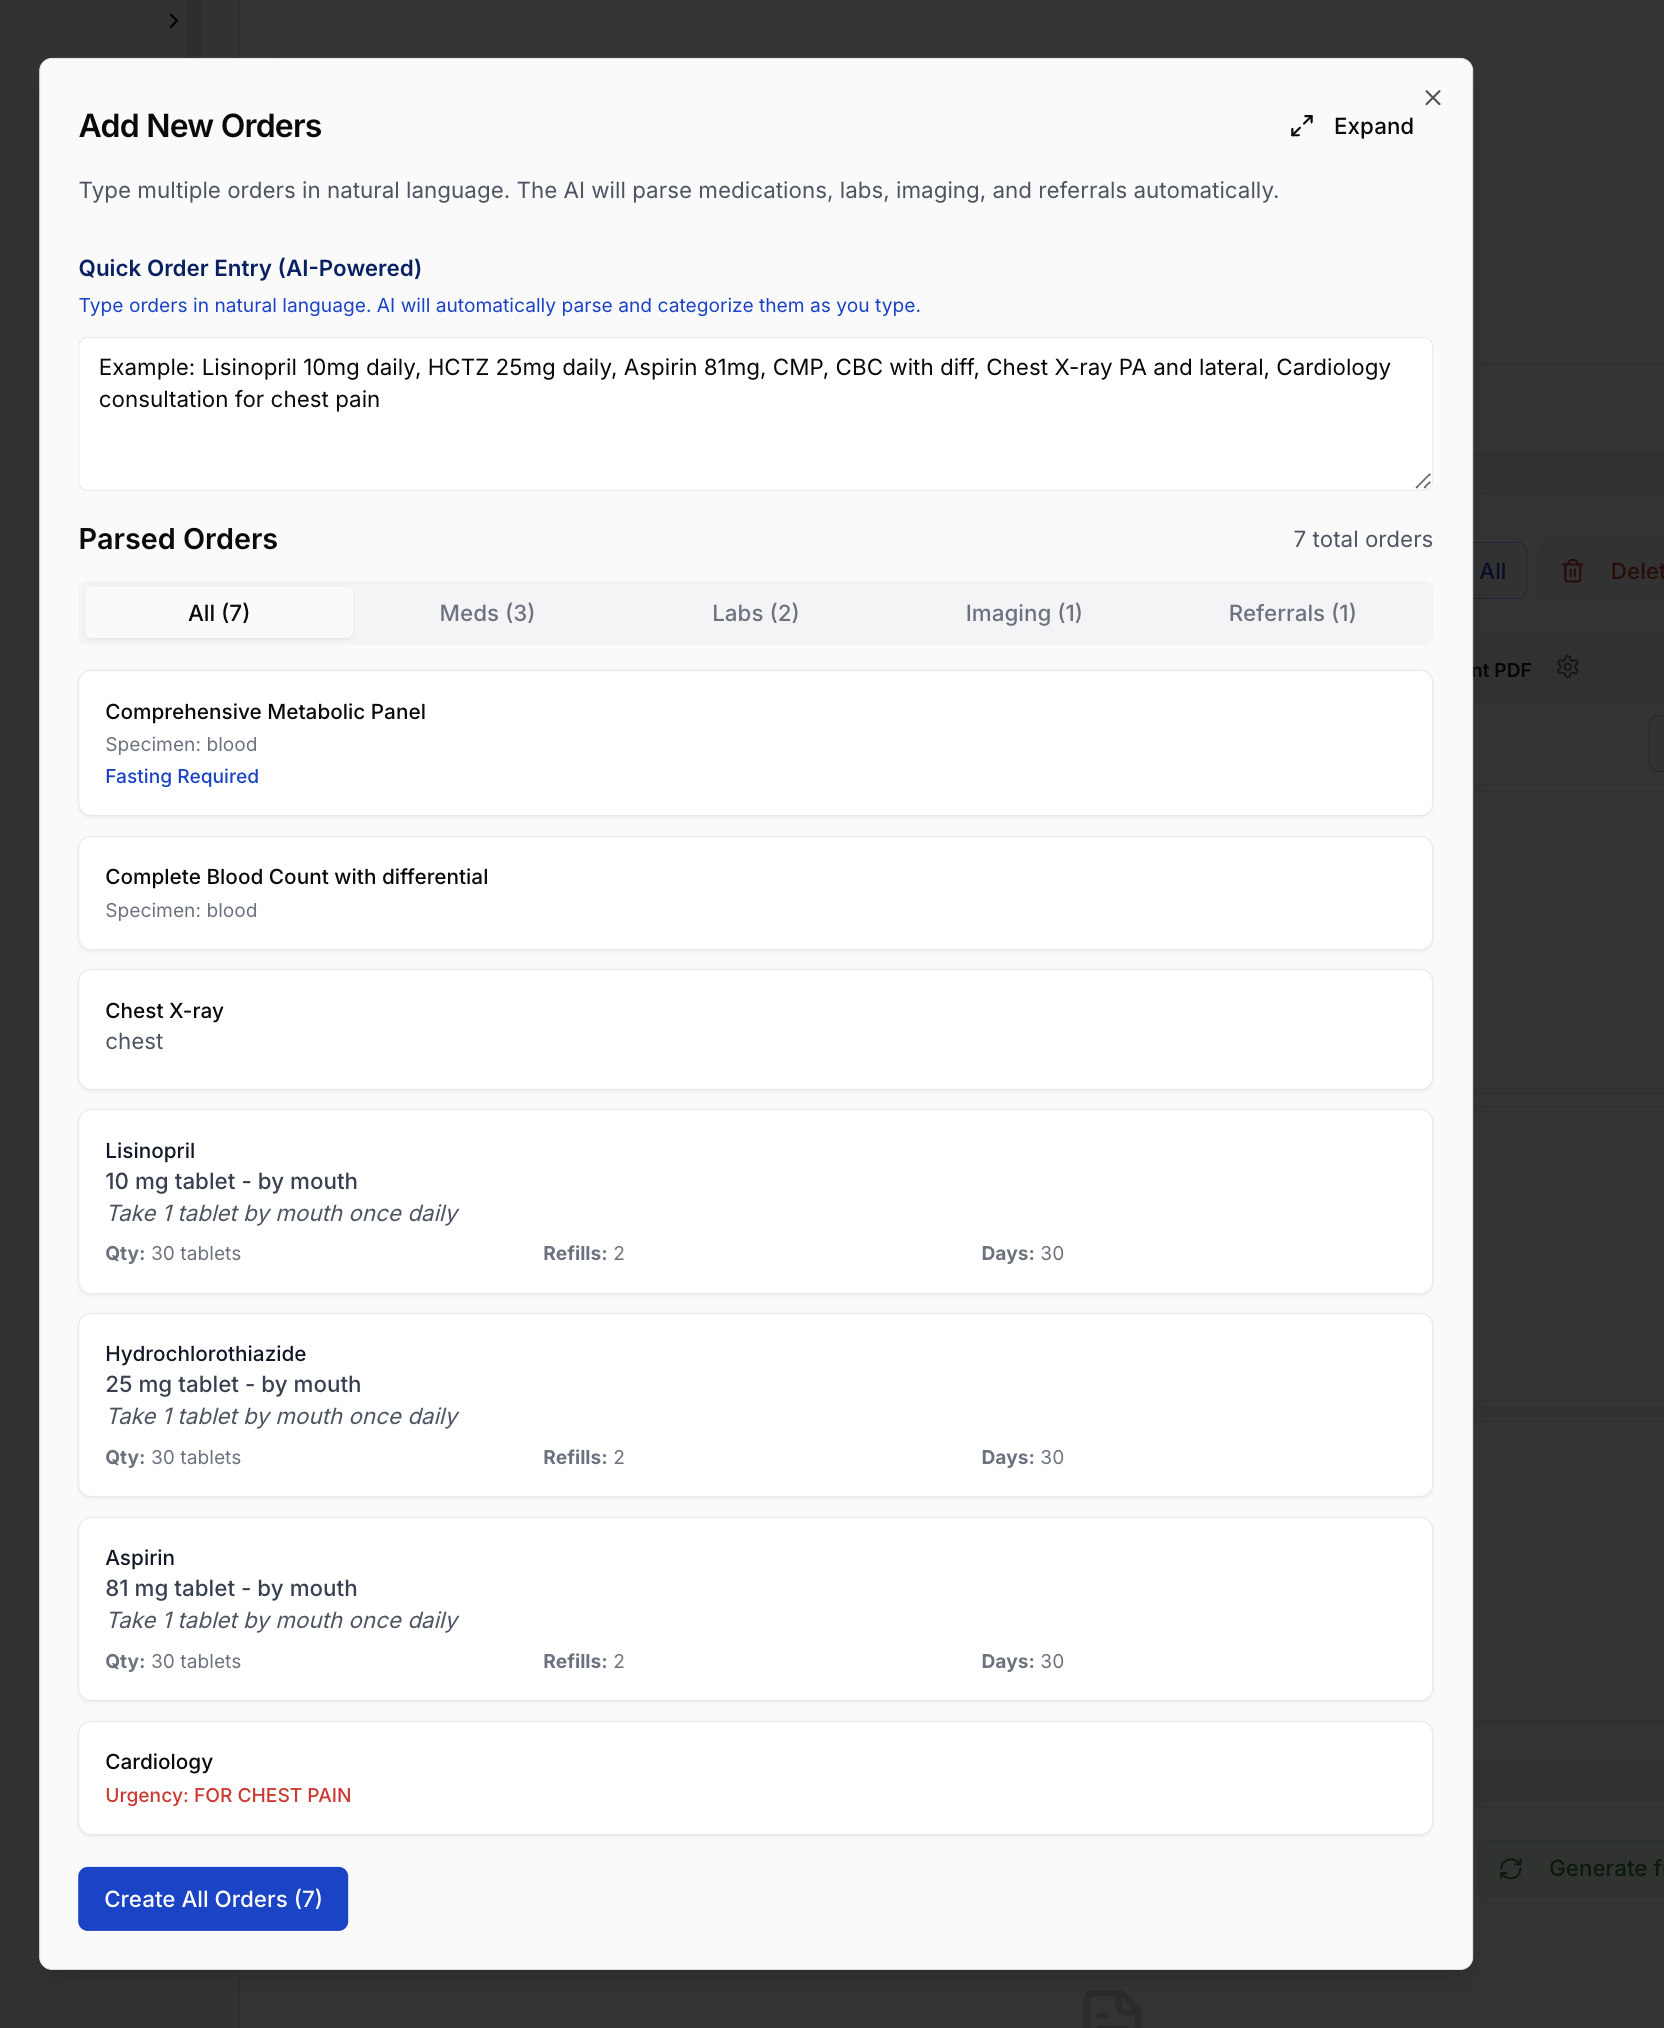 Add New Orders
Expand
Type multiple orders in natural language. The AI will parse medications, labs, imaging, and referrals automatically.
Quick Order Entry (AI-Powered)
Type orders in natural language. AI will automatically parse and categorize them as you type.
Example: Lisinopril 10mg daily, HCTZ 25mg daily, Aspirin 81mg, CMP, CBC with diff, Chest X-ray PA and lateral, Cardiology
consultation for chest pain
Parsed Orders
7 total orders
All (7)
Meds (3)
Labs (2)
Imaging (1)
Referrals (1)
Comprehensive Metabolic Panel
Specimen: blood
Fasting Required
Complete Blood Count with differential
Specimen: blood
Chest X-ray
chest
Lisinopril
10 mg tablet - by mouth
Take 1 tablet by mouth once daily
Qty: 30 tablets
Refills: 2
Days: 30
Hydrochlorothiazide
25 mg tablet - by mouth
Take 1 tablet by mouth once daily
Qty: 30 tablets
Refills: 2
Days: 30
Aspirin
81 mg tablet - by mouth
Take 1 tablet by mouth once daily
Qty: 30 tablets
Refills: 2
Days: 30
Cardiology
Urgency: FOR CHEST PAIN
Create All Orders (7)
All
PDF
Generate